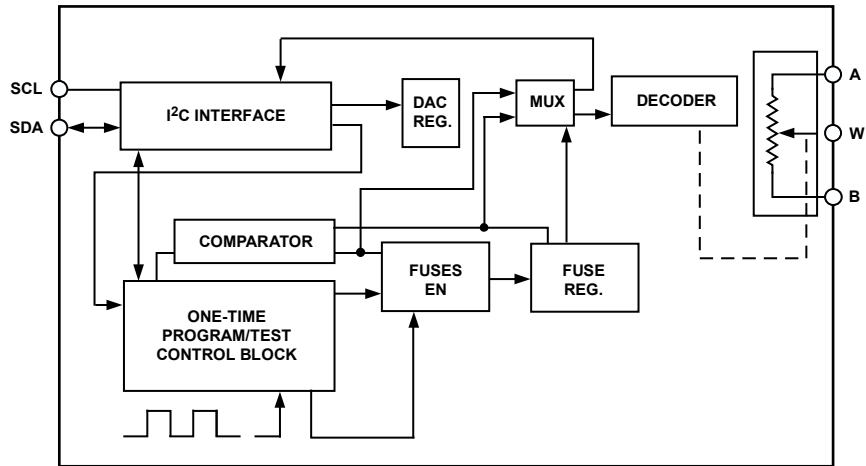 SCL
SDA
I²C INTERFACE
DAC
REG.
MUX
DECODER
A
W
B
COMPARATOR
FUSES
EN
FUSE
REG.
ONE-TIME
PROGRAM/TEST
CONTROL BLOCK